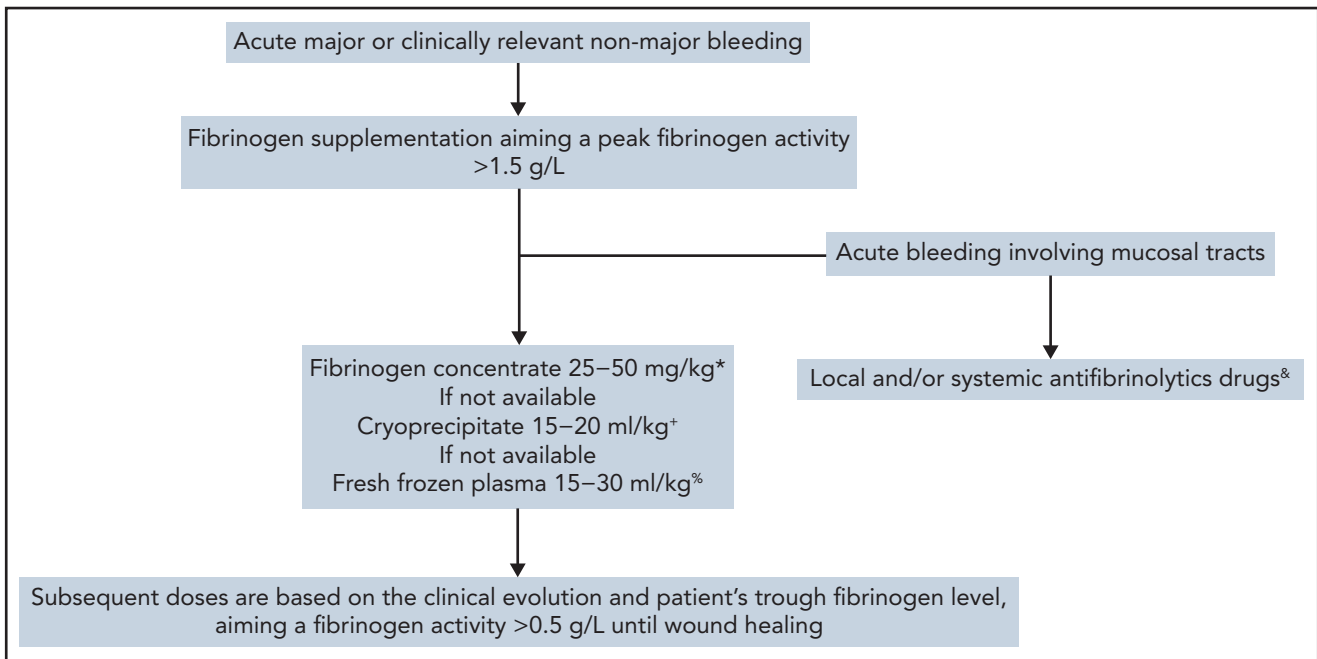 Acute major or clinically relevant non-major bleeding
Fibrinogen supplementation aiming a peak fibrinogen activity
>1.5 g/L
Acute bleeding involving mucosal tracts
Fibrinogen concentrate 25–50 mg/kg*
If not available
Cryoprecipitate 15–20 ml/kg+
If not available
Fresh frozen plasma 15–30 ml/kg%
Local and/or systemic antifibrinolytics drugs&
Subsequent doses are based on the clinical evolution and patient’s trough fibrinogen level,
aiming a fibrinogen activity >0.5 g/L until wound healing